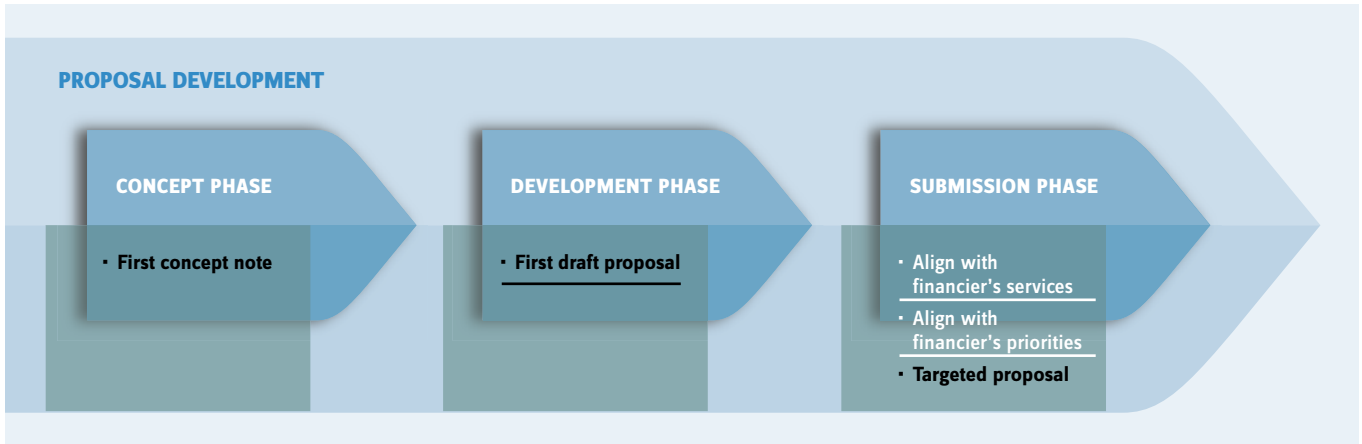 PROPOSAL DEVELOPMENT
CONCEPT PHASE
· First concept note
DEVELOPMENT PHASE
· First draft proposal
SUBMISSION PHASE
· Align with
financier's services
· Align with
financier's priorities
· Targeted proposal